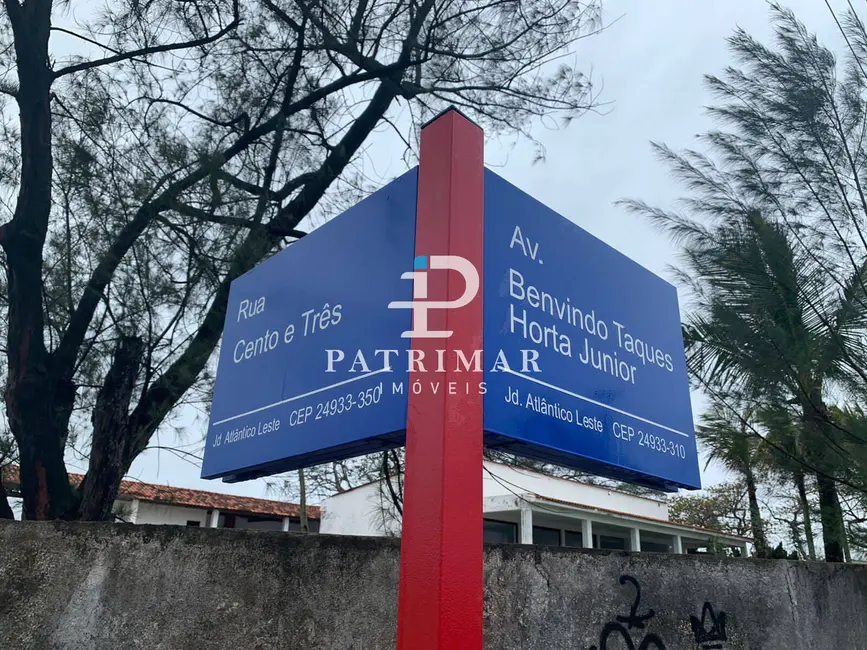 Rua
Cento e Três
Jd Atlântico Leste CEP 24933-350
Av.
Benvindo Taques
Horta Junior
Jd. Atlântico Leste CEP 24933-310
PATRIMAR
IMÓVEIS
2